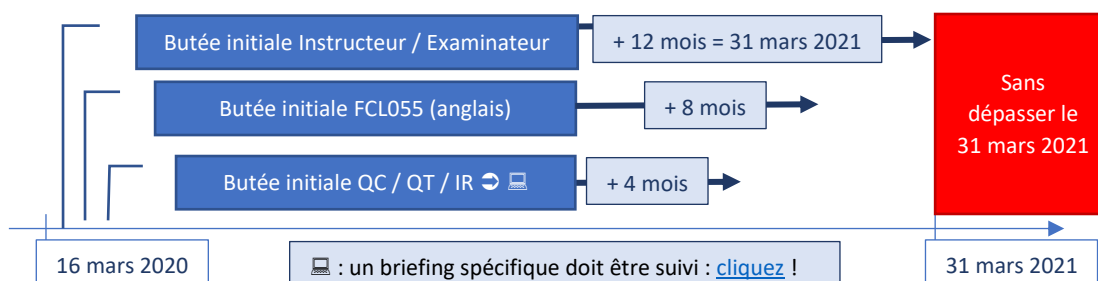 Butée initiale Instructeur / Examinateur
+ 12 mois = 31 mars 2021
Butée initiale FCL055 (anglais)
+ 8 mois
Butée initiale QC / QT / IR ➲ 💻
+ 4 mois
Sans
dépasser le
31 mars 2021
16 mars 2020
💻 : un briefing spécifique doit être suivi : cliquez !
31 mars 2021